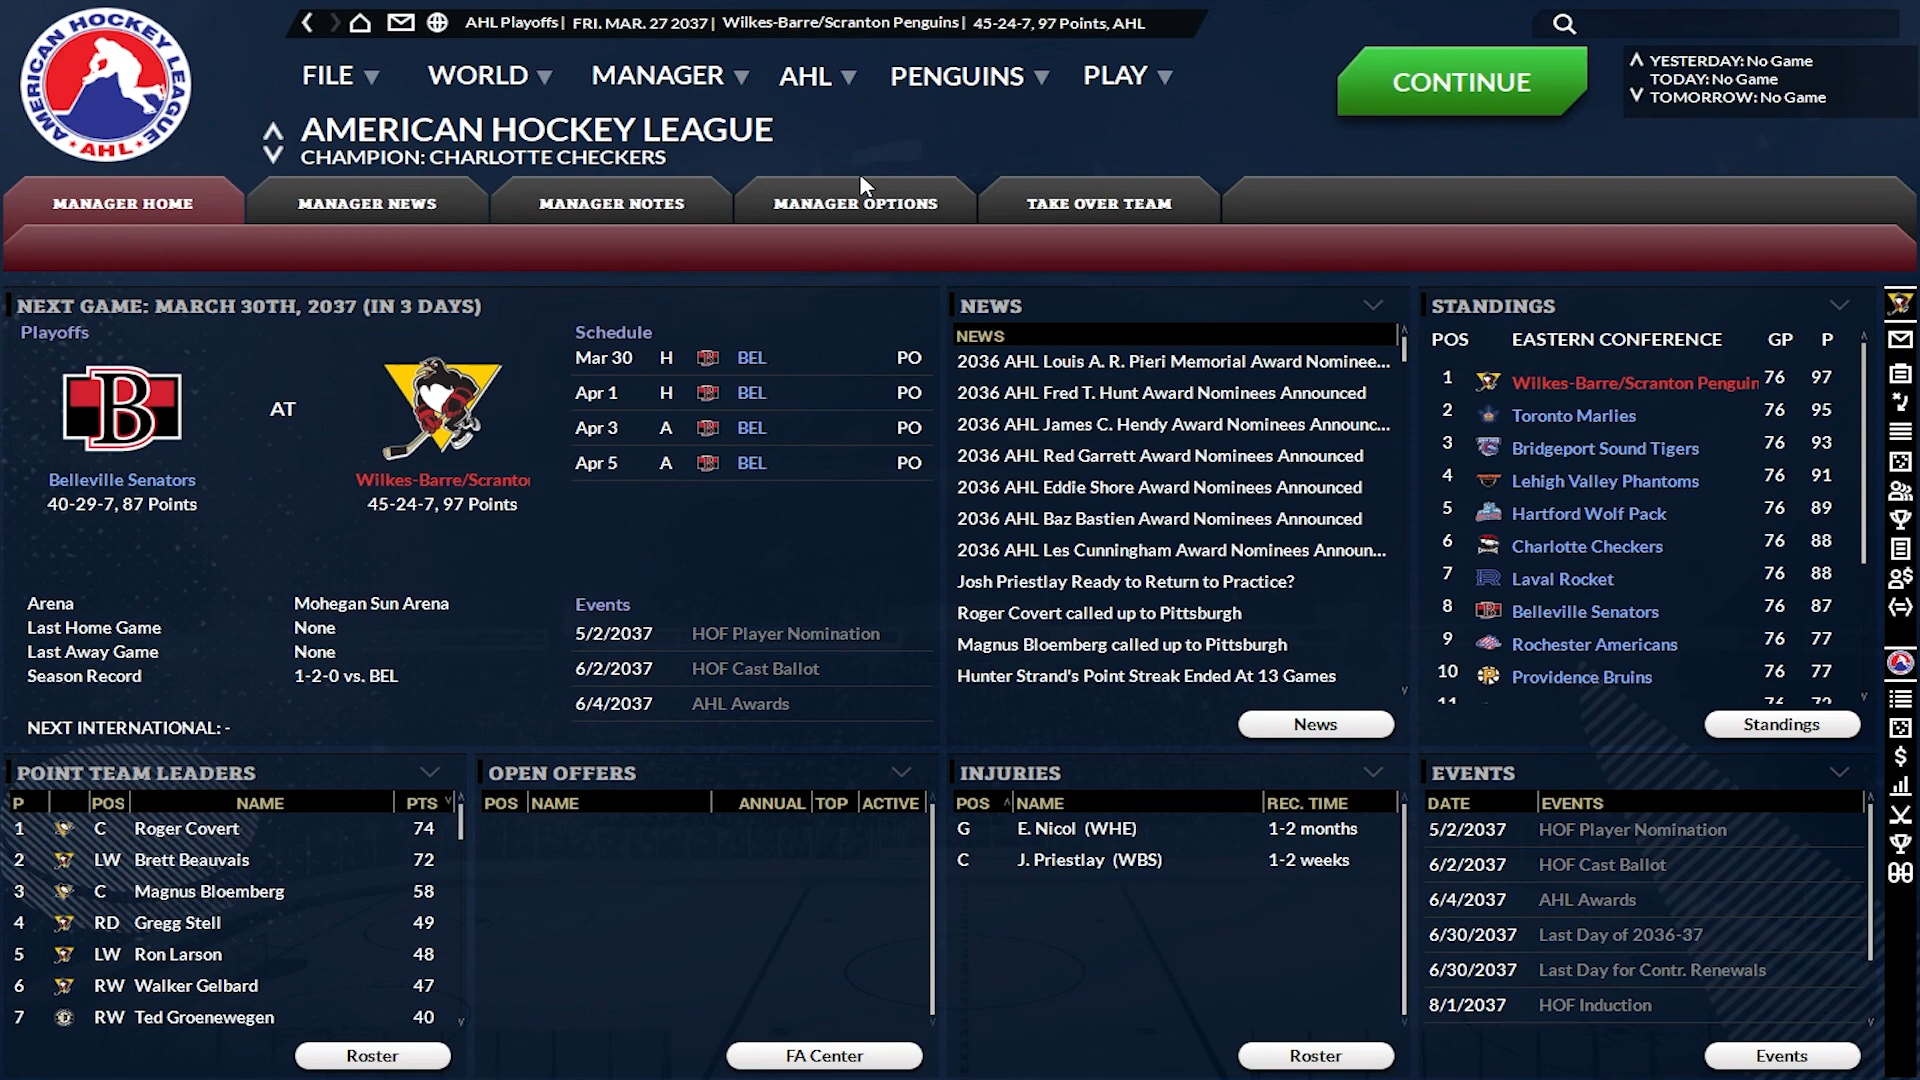 AMERICAN HOCKEY LEAGUE
AHL
AHL Playoffs | FRI. MAR. 27 2037 | Wilkes-Barre/Scranton Penguins | 45-24-7, 97 Points, AHL
FILE WORLD MANAGER AHL PENGUINS PLAY
CONTINUE
YESTERDAY: No Game
TODAY: No Game
TOMORROW: No Game
AMERICAN HOCKEY LEAGUE
CHAMPION: CHARLOTTE CHECKERS
MANAGER HOME MANAGER NEWS MANAGER NOTES MANAGER OPTIONS TAKE OVER TEAM
NEXT GAME: MARCH 30TH, 2037 (IN 3 DAYS)
Playoffs
B
AT
Belleville Senators
40-29-7, 87 Points
Wilkes-Barre/Scranto
45-24-7, 97 Points
Schedule
Mar 30 H BEL PO
Apr 1 H BEL PO
Apr 3 A BEL PO
Apr 5 A BEL PO
Arena Mohegan Sun Arena
Last Home Game None
Last Away Game None
Season Record 1-2-0 vs. BEL
NEXT INTERNATIONAL: -
Events
5/2/2037 HOF Player Nomination
6/2/2037 HOF Cast Ballot
6/4/2037 AHL Awards
NEWS
NEWS
2036 AHL Louis A. R. Pieri Memorial Award Nominee...
2036 AHL Fred T. Hunt Award Nominees Announced
2036 AHL James C. Hendy Award Nominees Announc...
2036 AHL Red Garrett Award Nominees Announced
2036 AHL Eddie Shore Award Nominees Announced
2036 AHL Baz Bastien Award Nominees Announced
2036 AHL Les Cunningham Award Nominees Announ...
Josh Priestlay Ready to Return to Practice?
Roger Covert called up to Pittsburgh
Magnus Bloemberg called up to Pittsburgh
Hunter Strand's Point Streak Ended At 13 Games
News
STANDINGS
POS EASTERN CONFERENCE GP P
1 Wilkes-Barre/Scranton Penguin 76 97
2 Toronto Marlies 76 95
3 Bridgeport Sound Tigers 76 93
4 Lehigh Valley Phantoms 76 91
5 Hartford Wolf Pack 76 89
6 Charlotte Checkers 76 88
7 Laval Rocket 76 88
8 Belleville Senators 76 87
9 Rochester Americans 76 77
10 Providence Bruins 76 77
Standings
POINT TEAM LEADERS
P POS NAME PTS
1 C Roger Covert 74
2 LW Brett Beauvais 72
3 C Magnus Bloemberg 58
4 RD Gregg Stell 49
5 LW Ron Larson 48
6 RW Walker Gelbard 47
7 RW Ted Groenewegen 40
Roster
OPEN OFFERS
POS NAME ANNUAL TOP ACTIVE
FA Center
INJURIES
POS NAME REC. TIME
G E. Nicol (WHE) 1-2 months
C J. Priestlay (WBS) 1-2 weeks
Roster
EVENTS
DATE EVENTS
5/2/2037 HOF Player Nomination
6/2/2037 HOF Cast Ballot
6/4/2037 AHL Awards
6/30/2037 Last Day of 2036-37
6/30/2037 Last Day for Contr. Renewals
8/1/2037 HOF Induction
Events